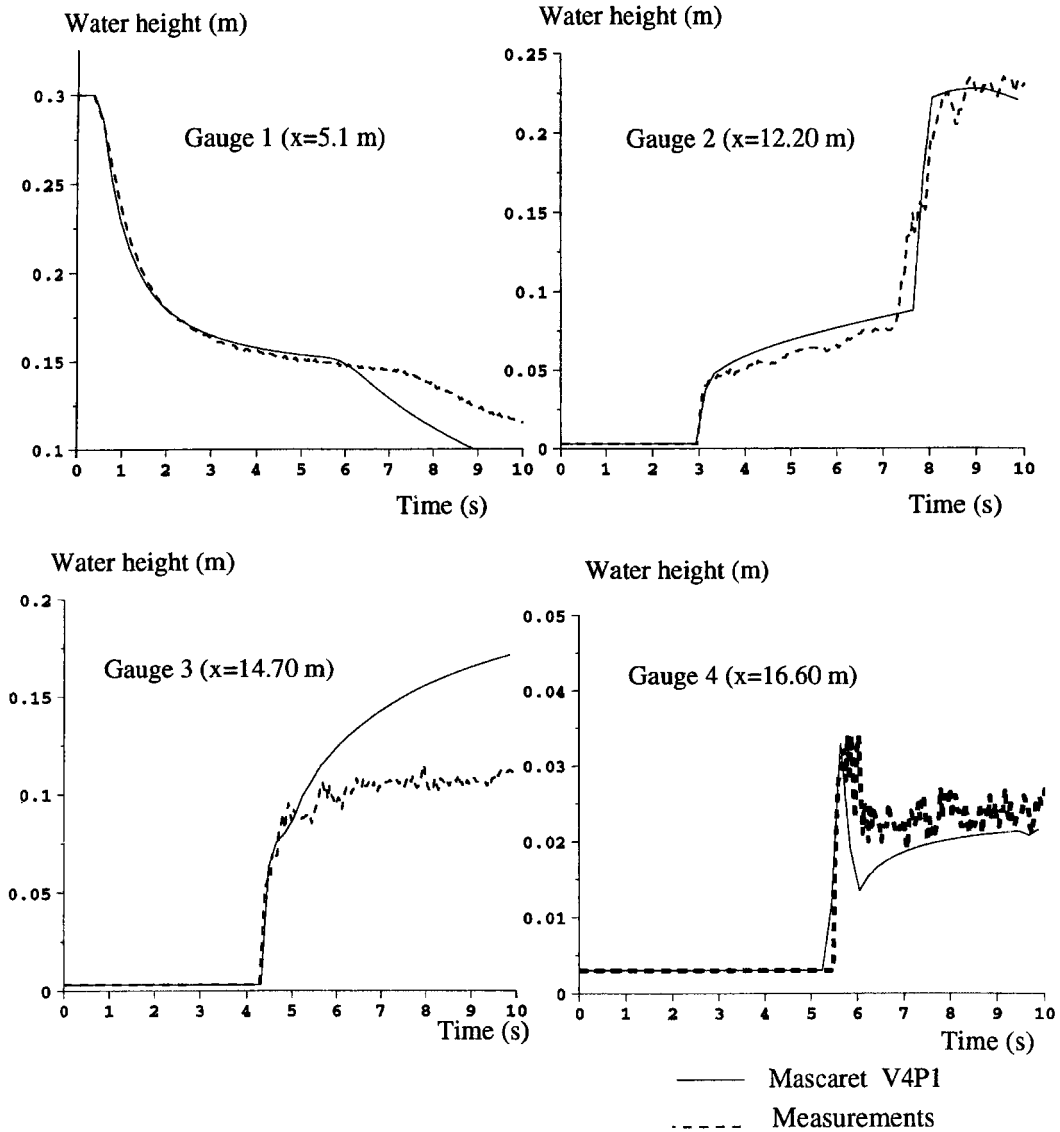 Water height (m)
0.3
0.25
0.2
0.15
0.1
Gauge 1 (x=5.1 m)
0 1 2 3 4 5 6 7 8 9 10
Time (s)
Water height (m)
0.25
0.2
0.15
0.1
0.05
0
Gauge 2 (x=12.20 m)
0 1 2 3 4 5 6 7 8 9 10
Time (s)
Water height (m)
0.2
0.15
0.1
0.05
0
Gauge 3 (x=14.70 m)
0 1 2 3 4 5 6 7 8 9 10
Time (s)
Water height (m)
0.05
0.04
0.03
0.02
0.01
0
Gauge 4 (x=16.60 m)
0 1 2 3 4 5 6 7 8 9 10
Time (s)
Mascaret V4P1
Measurements